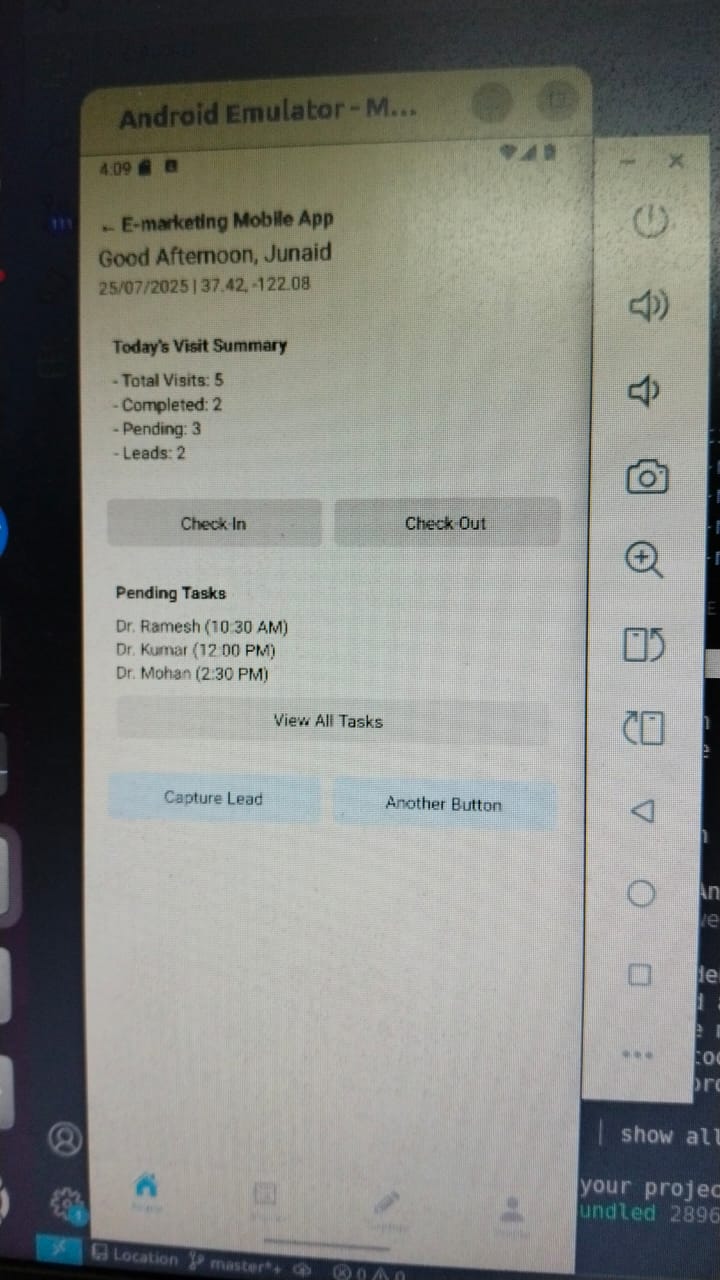 Android Emulator - M...
4:09
← E-marketing Mobile App
Good Afternoon, Junaid
25/07/2025 | 37.42, -122.08
Today's Visit Summary
- Total Visits: 5
- Completed: 2
- Pending: 3
- Leads: 2
Check-In
Check-Out
Pending Tasks
Dr. Ramesh (10:30 AM)
Dr. Kumar (12:00 PM)
Dr. Mohan (2:30 PM)
View All Tasks
Capture Lead
Another Button
| show all
your projec
undled 2896
Location
master*+
0
0